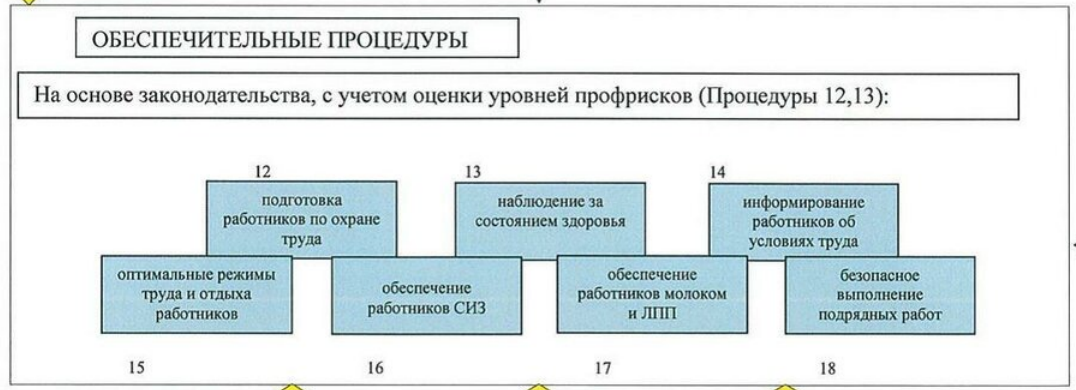 ОБЕСПЕЧИТЕЛЬНЫЕ ПРОЦЕДУРЫ
На основе законодательства, с учетом оценки уровней профрисков (Процедуры 12,13):
12
подготовка
работников по охране
труда
13
наблюдение за
состоянием здоровья
14
информирование
работников об
условиях труда
оптимальные режимы
труда и отдыха
работников
15
обеспечение
работников СИЗ
16
обеспечение
работников молоком
и ЛПП
17
безопасное
выполнение
подрядных работ
18